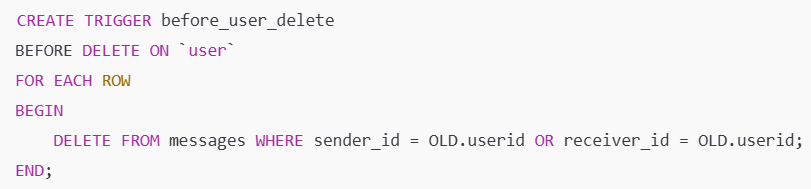 CREATE TRIGGER before_user_delete
BEFORE DELETE ON `user`
FOR EACH ROW
BEGIN
    DELETE FROM messages WHERE sender_id = OLD.userid OR receiver_id = OLD.userid;
END;